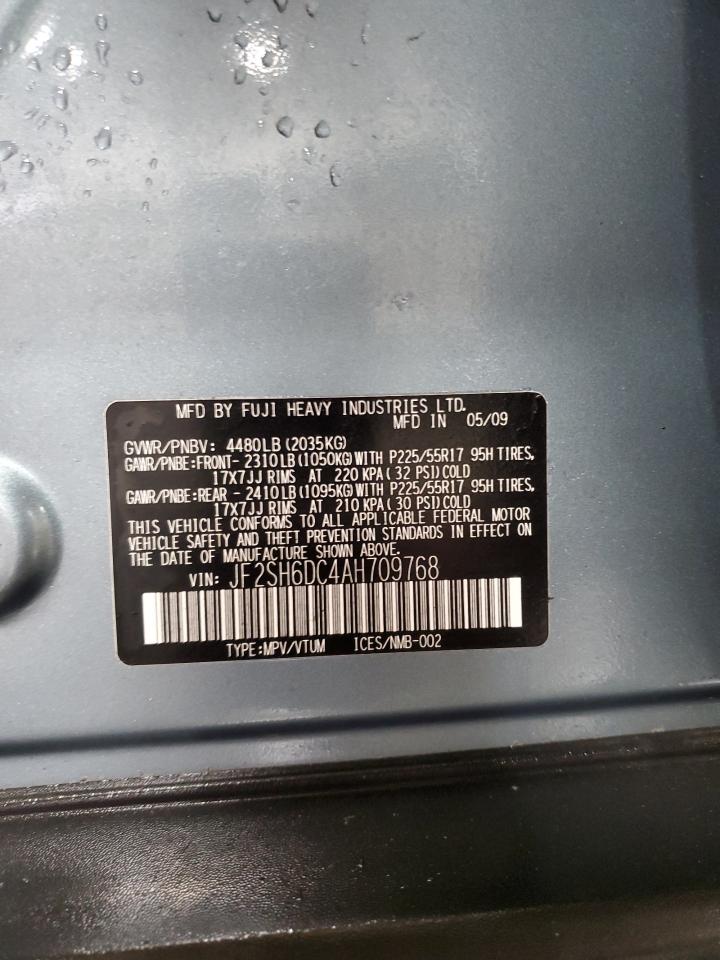 MFD BY FUJI HEAVY INDUSTRIES LTD.
MFD IN 05/09
GVWR/PNBV: 4480LB(2035KG)
GAWR/PNBE:FRONT- 2310LB(1050KG)WITH P225/55R17 95H TIRES,
17X7JJ RIMS AT 220 KPA(32 PSI)COLD
GAWR/PNBE:REAR - 2410LB(1095KG)WITH P225/55R17 95H TIRES,
17X7JJ RIMS AT 210 KPA(30 PSI)COLD
THIS VEHICLE CONFORMS TO ALL APPLICABLE FEDERAL MOTOR
VEHICLE SAFETY AND THEFT PREVENTION STANDARDS IN EFFECT ON
THE DATE OF MANUFACTURE SHOWN ABOVE.
VIN: JF2SH6DC4AH709768
TYPE:MPV/VTUM ICES/NMB-002